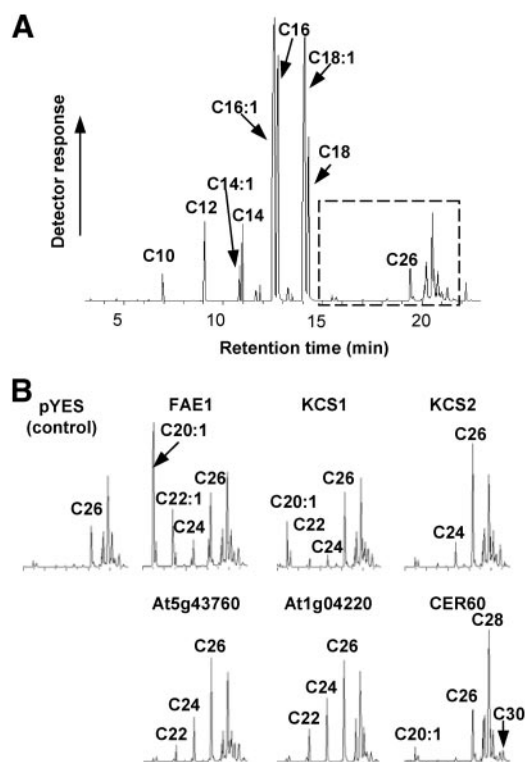 A
Detector response
C16
C18:1
C16:1
C14:1
C18
C12
C14
C10
C26
5 10 15 20
Retention time (min)
B
pYES
(control)
FAE1
KCS1
KCS2
C20:1
C26
C26
C22:1
C24
C26
C20:1
C22
C24
C26
C24
At5g43760
At1g04220
CER60
C26
C24
C22
C26
C24
C22
C28
C26
C30
C20:1